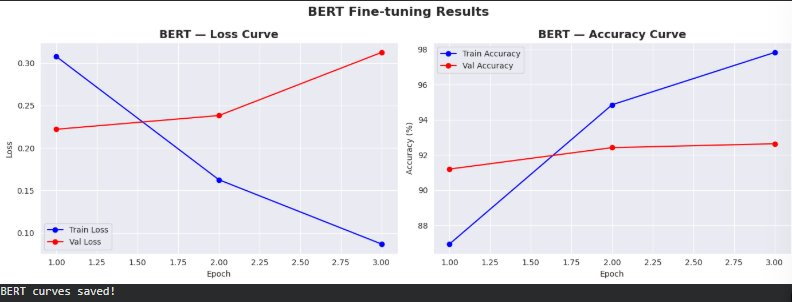 BERT Fine-tuning Results
BERT — Loss Curve
BERT — Accuracy Curve
0.30
0.25
0.20
0.15
0.10
Loss
Train Loss
Val Loss
1.00 1.25 1.50 1.75 2.00 2.25 2.50 2.75 3.00
Epoch
98
96
94
92
90
88
Accuracy (%)
Train Accuracy
Val Accuracy
1.00 1.25 1.50 1.75 2.00 2.25 2.50 2.75 3.00
Epoch
BERT curves saved!